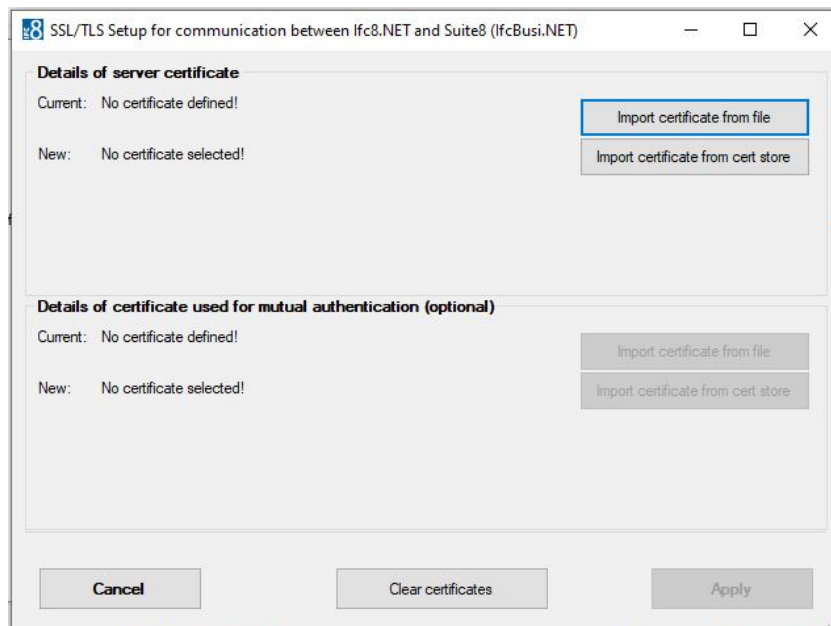 SSL/TLS Setup for communication between Ifc8.NET and Suite8 (IfcBusi.NET)
Details of server certificate
Current: No certificate defined!
Import certificate from file
New: No certificate selected!
Import certificate from cert store
Details of certificate used for mutual authentication (optional)
Current: No certificate defined!
Import certificate from file
New: No certificate selected!
Import certificate from cert store
Cancel
Clear certificates
Apply